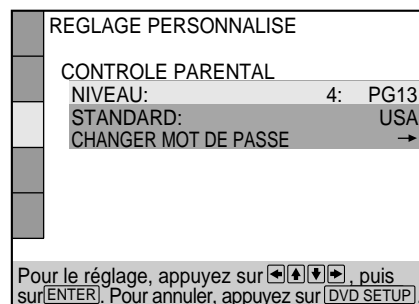 REGLAGE PERSONNALISE
CONTROLE PARENTAL
NIVEAU: 4: PG13
STANDARD: USA
CHANGER MOT DE PASSE →
Pour le réglage, appuyez sur ←↑↓→, puis
sur ENTER. Pour annuler, appuyez sur DVD SETUP.